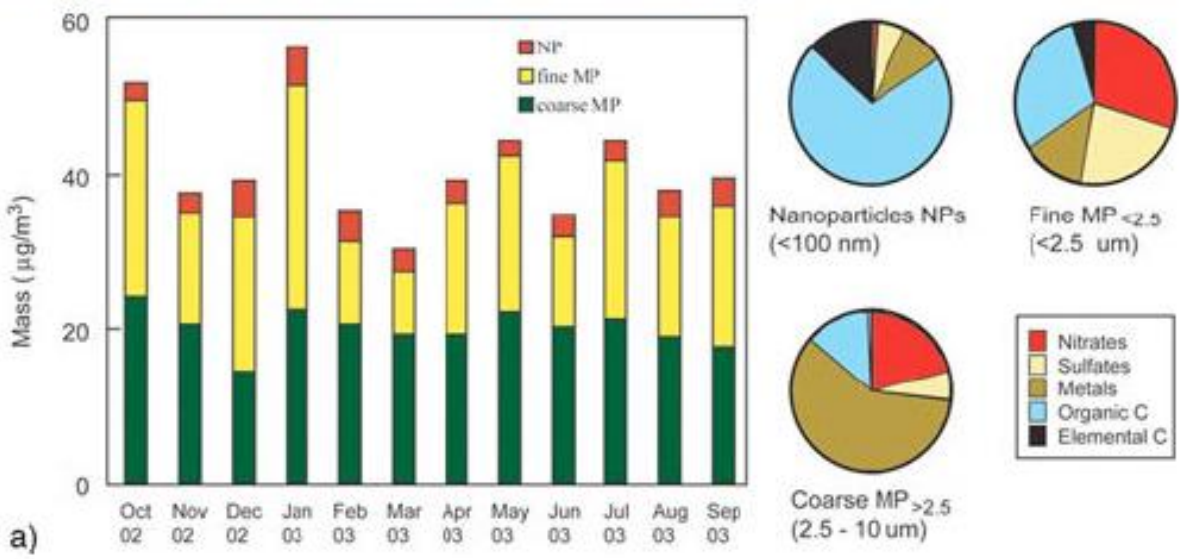 Mass ( µg/m³)
60
40
20
0
NP
fine MP
coarse MP
Oct Nov Dec Jan Feb Mar Apr May Jun Jul Aug Sep
02 02 02 03 03 03 03 03 03 03 03 03
a)
Nanoparticles NPs
(<100 nm)
Fine MP <2.5
(<2.5 um)
Coarse MP>2.5
(2.5 - 10 um)
Nitrates
Sulfates
Metals
Organic C
Elemental C